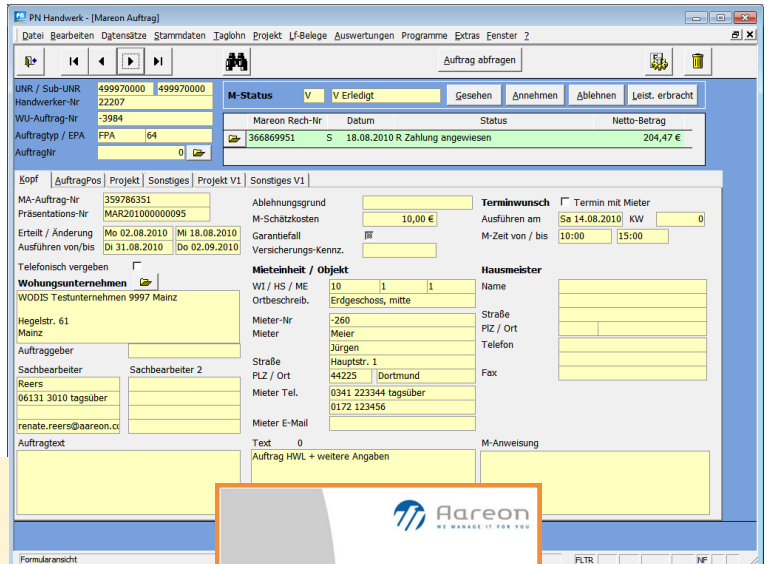 PN Handwerk - [Mareon Auftrag]
Datei Bearbeiten Datensätze Stammdaten Taglohn Projekt Lf-Belege Auswertungen Programme Extras Fenster ?
Auftrag abfragen
UNR / Sub-UNR 499970000 499970000
Handwerker-Nr 22207
WU-Auftrag-Nr -3984
Auftragtyp / EPA FPA 64
AuftragNr 0
M-Status V V Erledigt Gesehen Annehmen Ablehnen Leist. erbracht
Mareon Rech-Nr Datum Status Netto-Betrag
366869951 S 18.08.2010 R Zahlung angewiesen 204,47 €
Kopf AuftragPos Projekt Sonstiges Projekt V1 Sonstiges V1
MA-Auftrag-Nr 359786351
Präsentations-Nr MAR201000000095
Erteilt / Änderung Mo 02.08.2010 Mi 18.08.2010
Ausführen von/bis Di 31.08.2010 Do 02.09.2010
Telefonisch vergeben
Wohungsunternehmen
WODIS Testunternehmen 9997 Mainz
Hegelstr. 61
Mainz
Auftraggeber
Sachbearbeiter Sachbearbeiter 2
Reers
06131 3010 tagsüber
renate.reers@aareon.co
Auftragtext
Ablehnungsgrund
M-Schätzkosten 10,00 €
Garantiefall
Versicherungs-Kennz.
Mieteinheit / Objekt
WI / HS / ME 10 1 1
Ortbeschreib. Erdgeschoss, mitte
Mieter-Nr -260
Mieter Meier
Jürgen
Straße Hauptstr. 1
PLZ / Ort 44225 Dortmund
Mieter Tel. 0341 223344 tagsüber
0172 123456
Mieter E-Mail
Text 0
Auftrag HWL + weitere Angaben
Terminwunsch Termin mit Mieter
Ausführen am Sa 14.08.2010 KW 0
M-Zeit von / bis 10:00 15:00
Hausmeister
Name
Straße
PlZ / Ort
Telefon
Fax
M-Anweisung
Aareon
WE MANAGE IT FOR YOU
Formularansicht FLTR NF